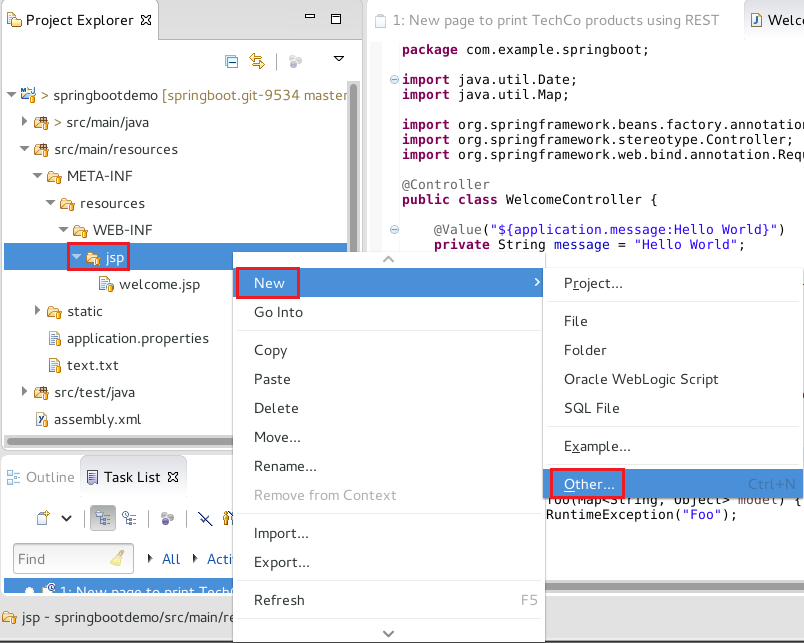 Project Explorer
1: New page to print TechCo products using REST
Welco
> springbootdemo [springboot.git-9534 master
> src/main/java
src/main/resources
META-INF
resources
WEB-INF
jsp
welcome.jsp
static
application.properties
text.txt
src/test/java
assembly.xml
package com.example.springboot;
import java.util.Date;
import java.util.Map;
import org.springframework.beans.factory.annotation
import org.springframework.stereotype.Controller;
import org.springframework.web.bind.annotation.Requ
@Controller
public class WelcomeController {
@Value("${application.message:Hello World}")
private String message = "Hello World";
New
Go Into
Copy
Paste
Delete
Move...
Rename...
Remove from Context
Import...
Export...
Refresh F5
Project...
File
Folder
Oracle WebLogic Script
SQL File
Example...
Other... Ctrl+N
foo(Map<String, Object> model) {
RuntimeException("Foo");
Outline
Task List
Find
All
Acti
1: New page to print TechC
jsp - springbootdemo/src/main/re